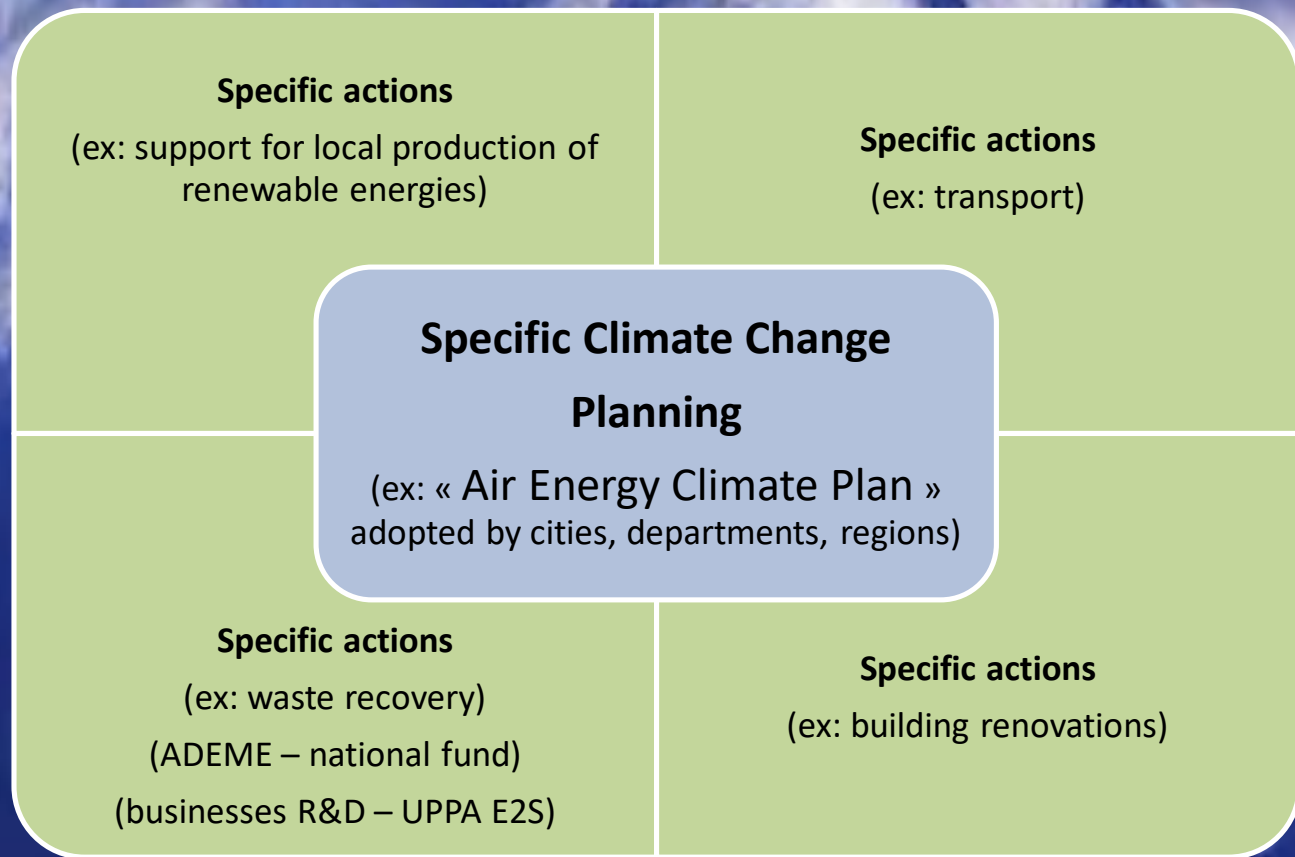 Specific actions
(ex: support for local production of
renewable energies)
Specific actions
(ex: transport)
Specific Climate Change
Planning
(ex: « Air Energy Climate Plan »
adopted by cities, departments, regions)
Specific actions
(ex: waste recovery)
(ADEME – national fund)
(businesses R&D – UPPA E2S)
Specific actions
(ex: building renovations)